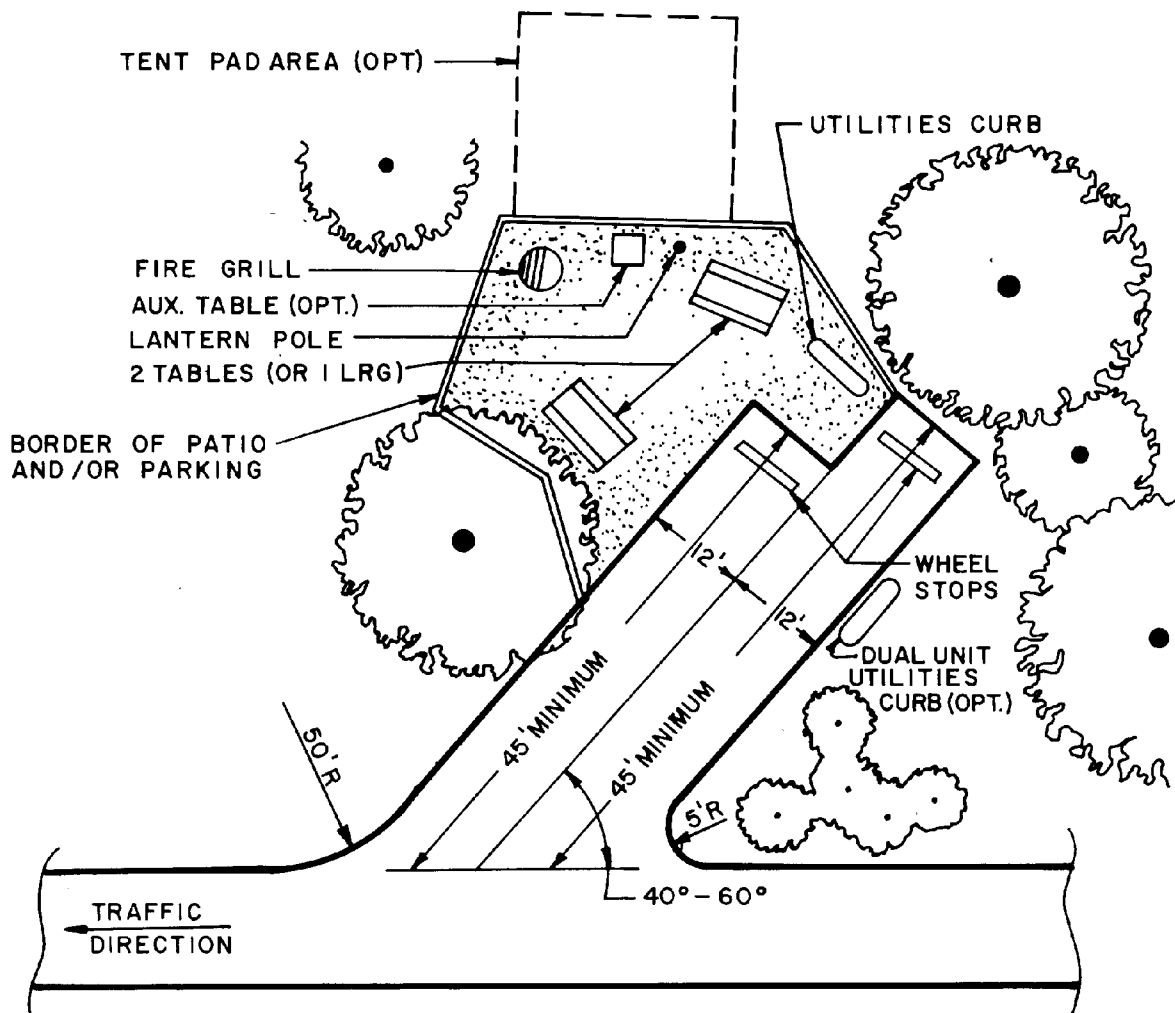 TENT PAD AREA (OPT)
UTILITIES CURB
FIRE GRILL
AUX. TABLE (OPT.)
LANTERN POLE
2 TABLES (OR 1 LRG)
BORDER OF PATIO
AND/OR PARKING
12'
12'
WHEEL
STOPS
DUAL UNIT
UTILITIES
CURB (OPT.)
45' MINIMUM
45' MINIMUM
50' R
5' R
40° - 60°
TRAFFIC
DIRECTION